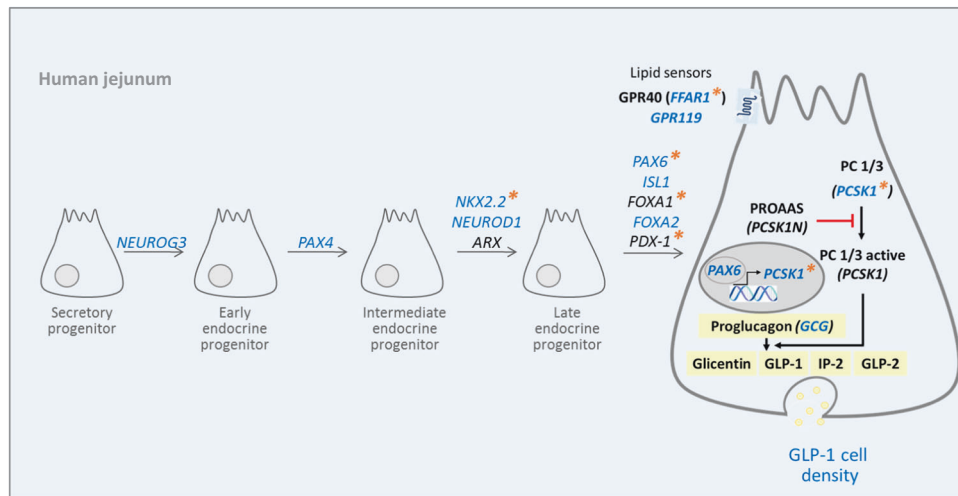 Human jejunum
Lipid sensors
GPR40 (FFAR1*)
GPR119
NEUROG3
PAX4
NKX2.2*
NEUROD1
ARX
PAX6*
ISL1
FOXA1*
FOXA2
PDX-1*
Secretory
progenitor
Early
endocrine
progenitor
Intermediate
endocrine
progenitor
Late
endocrine
progenitor
PC 1/3
(PCSK1*)
PROAAS
(PCSK1N)
PC 1/3 active
(PCSK1)
PAX6
PCSK1*
Proglucagon (GCG)
Glicentin GLP-1 IP-2 GLP-2
GLP-1 cell
density